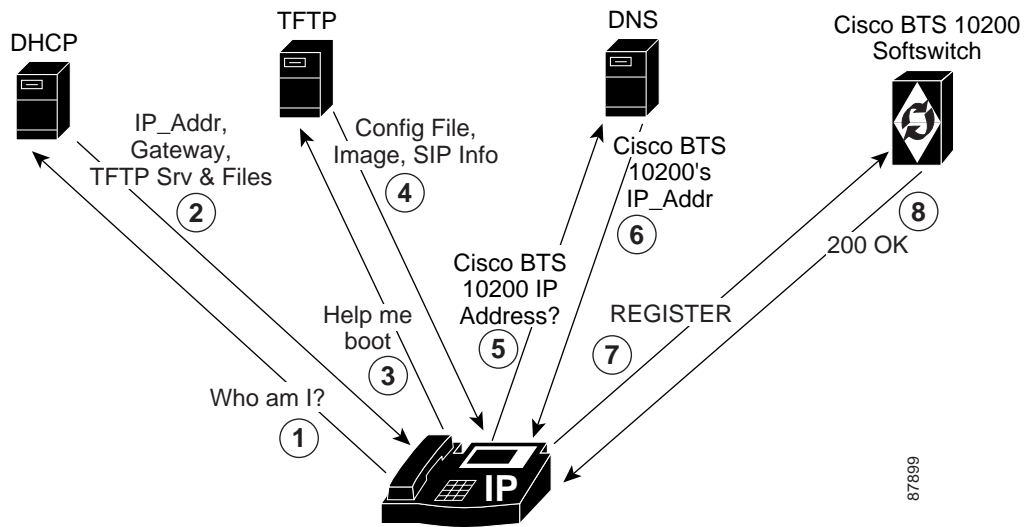 DHCP
TFTP
DNS
Cisco BTS 10200
Softswitch
IP_Addr,
Gateway,
TFTP Srv & Files
2
Config File,
Image, SIP Info
4
Cisco BTS
10200's
IP_Addr
6
8
200 OK
Cisco BTS
10200 IP
Address?
5
REGISTER
7
Help me
boot
3
Who am I?
1
IP
87899